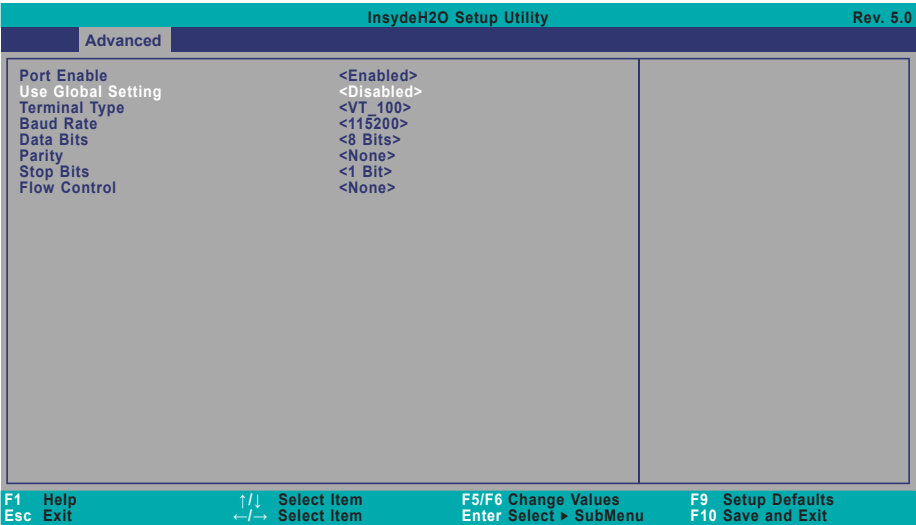 InsydeH2O Setup Utility Rev. 5.0
Advanced
Port Enable <Enabled>
Use Global Setting <Disabled>
Terminal Type <VT_100>
Baud Rate <115200>
Data Bits <8 Bits>
Parity <None>
Stop Bits <1 Bit>
Flow Control <None>
F1 Help ↑/↓ Select Item F5/F6 Change Values F9 Setup Defaults
Esc Exit ←/→ Select Item Enter Select ▸ SubMenu F10 Save and Exit